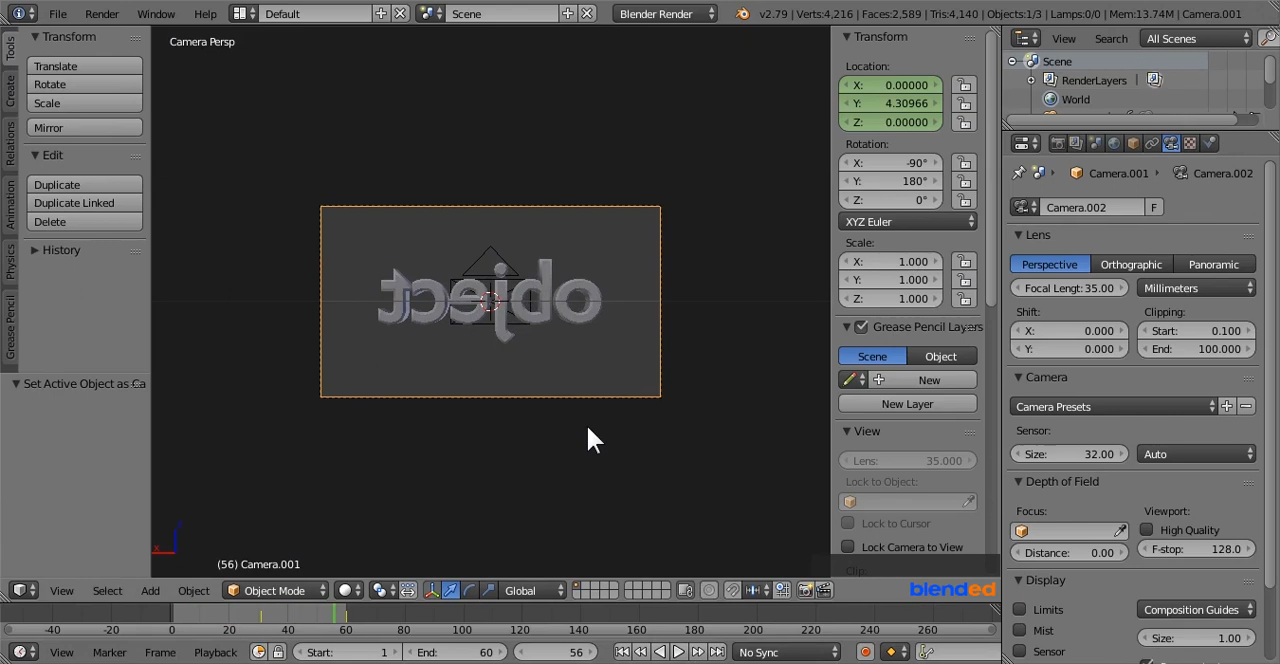 File Render Window Help Default Scene Blender Render v2.79 | Verts:4,216 | Faces:2,589 | Tris:4,140 | Objects:1/3 | Lamps:0/0 | Mem:13.74M | Camera.001
Tools
Create
Relations
Animation
Physics
Grease Pencil
Transform
Translate
Rotate
Scale
Mirror
Edit
Duplicate
Duplicate Linked
Delete
History
Set Active Object as Ca
Camera Persp
object
x
(56) Camera.001
Transform
Location:
X: 0.00000
Y: 4.30966
Z: 0.00000
Rotation:
X: -90°
Y: 180°
Z: 0°
XYZ Euler
Scale:
X: 1.000
Y: 1.000
Z: 1.000
Grease Pencil Layers
Scene Object
New
New Layer
View
Lens: 35.000
Lock to Object:
Lock to Cursor
Lock Camera to View
Clip:
blended
View Search All Scenes
Scene
RenderLayers |
World
Camera.001 Camera.002
Camera.002 F
Lens
Perspective Orthographic Panoramic
Focal Lengt: 35.00 Millimeters
Shift: Clipping:
X: 0.000 Start: 0.100
Y: 0.000 End: 100.000
Camera
Camera Presets
Sensor:
Size: 32.00 Auto
Depth of Field
Focus: Viewport:
High Quality
Distance: 0.00 F-stop: 128.0
Display
Limits Composition Guides
Mist Size: 1.00
Sensor
View Select Add Object Object Mode Global
-40 -20 0 20 40 60 80 100 120 140 160 180 200 220 240 260
View Marker Frame Playback Start: 1 End: 60 56 No Sync